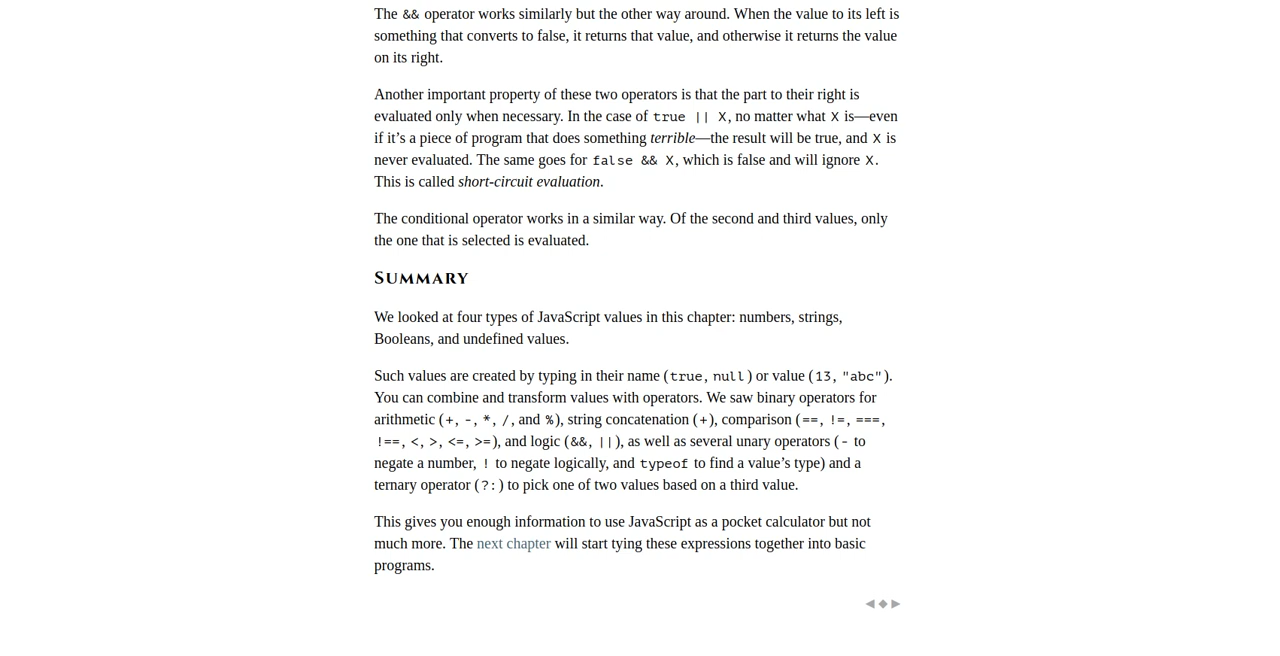 The && operator works similarly but the other way around. When the value to its left is
something that converts to false, it returns that value, and otherwise it returns the value
on its right.
Another important property of these two operators is that the part to their right is
evaluated only when necessary. In the case of true || X, no matter what X is—even
if it’s a piece of program that does something terrible—the result will be true, and X is
never evaluated. The same goes for false && X, which is false and will ignore X.
This is called short-circuit evaluation.
The conditional operator works in a similar way. Of the second and third values, only
the one that is selected is evaluated.
Summary
We looked at four types of JavaScript values in this chapter: numbers, strings,
Booleans, and undefined values.
Such values are created by typing in their name (true, null) or value (13, "abc").
You can combine and transform values with operators. We saw binary operators for
arithmetic (+, -, *, /, and %), string concatenation (+), comparison (==, !=, ===,
!==, <, >, <=, >=), and logic (&&, ||), as well as several unary operators (- to
negate a number, ! to negate logically, and typeof to find a value’s type) and a
ternary operator (?:) to pick one of two values based on a third value.
This gives you enough information to use JavaScript as a pocket calculator but not
much more. The next chapter will start tying these expressions together into basic
programs.
◀ ◆ ▶